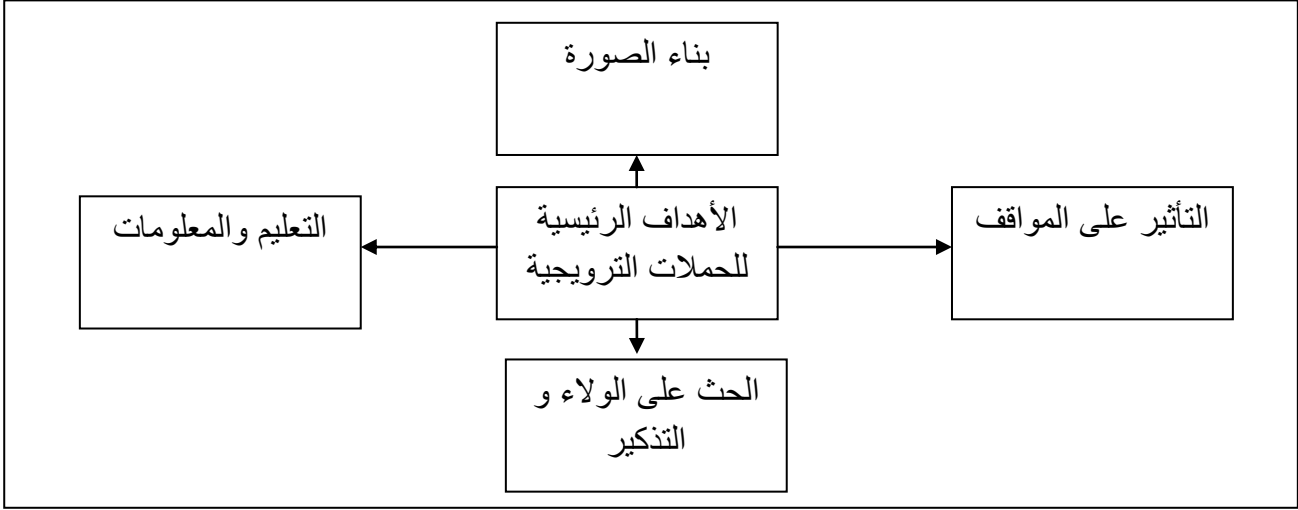 بناء الصورة
التأثير على المواقف
الأهداف الرئيسية
للحملات الترويجية
التعليم والمعلومات
الحث على الولاء و
التذكير